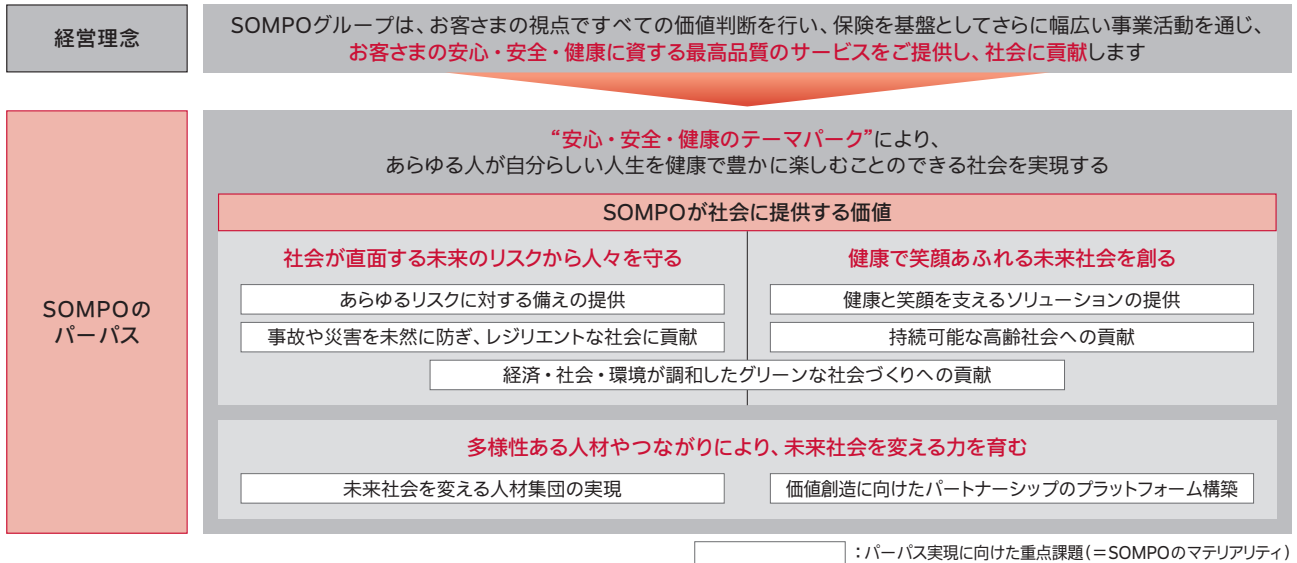 経営理念
SOMPOグループは、お客さまの視点ですべての価値判断を行い、保険を基盤としてさらに幅広い事業活動を通じ、
お客さまの安心・安全・健康に資する最高品質のサービスをご提供し、社会に貢献します
SOMPOの
パーパス
“安心・安全・健康のテーマパーク”により、
あらゆる人が自分らしい人生を健康で豊かに楽しむことのできる社会を実現する
SOMPOが社会に提供する価値
社会が直面する未来のリスクから人々を守る
あらゆるリスクに対する備えの提供
事故や災害を未然に防ぎ、レジリエントな社会に貢献
健康で笑顔あふれる未来社会を創る
健康と笑顔を支えるソリューションの提供
持続可能な高齢社会への貢献
経済・社会・環境が調和したグリーンな社会づくりへの貢献
多様性ある人材やつながりにより、未来社会を変える力を育む
未来社会を変える人材集団の実現
価値創造に向けたパートナーシップのプラットフォーム構築
：パーパス実現に向けた重点課題(＝SOMPOのマテリアリティ)